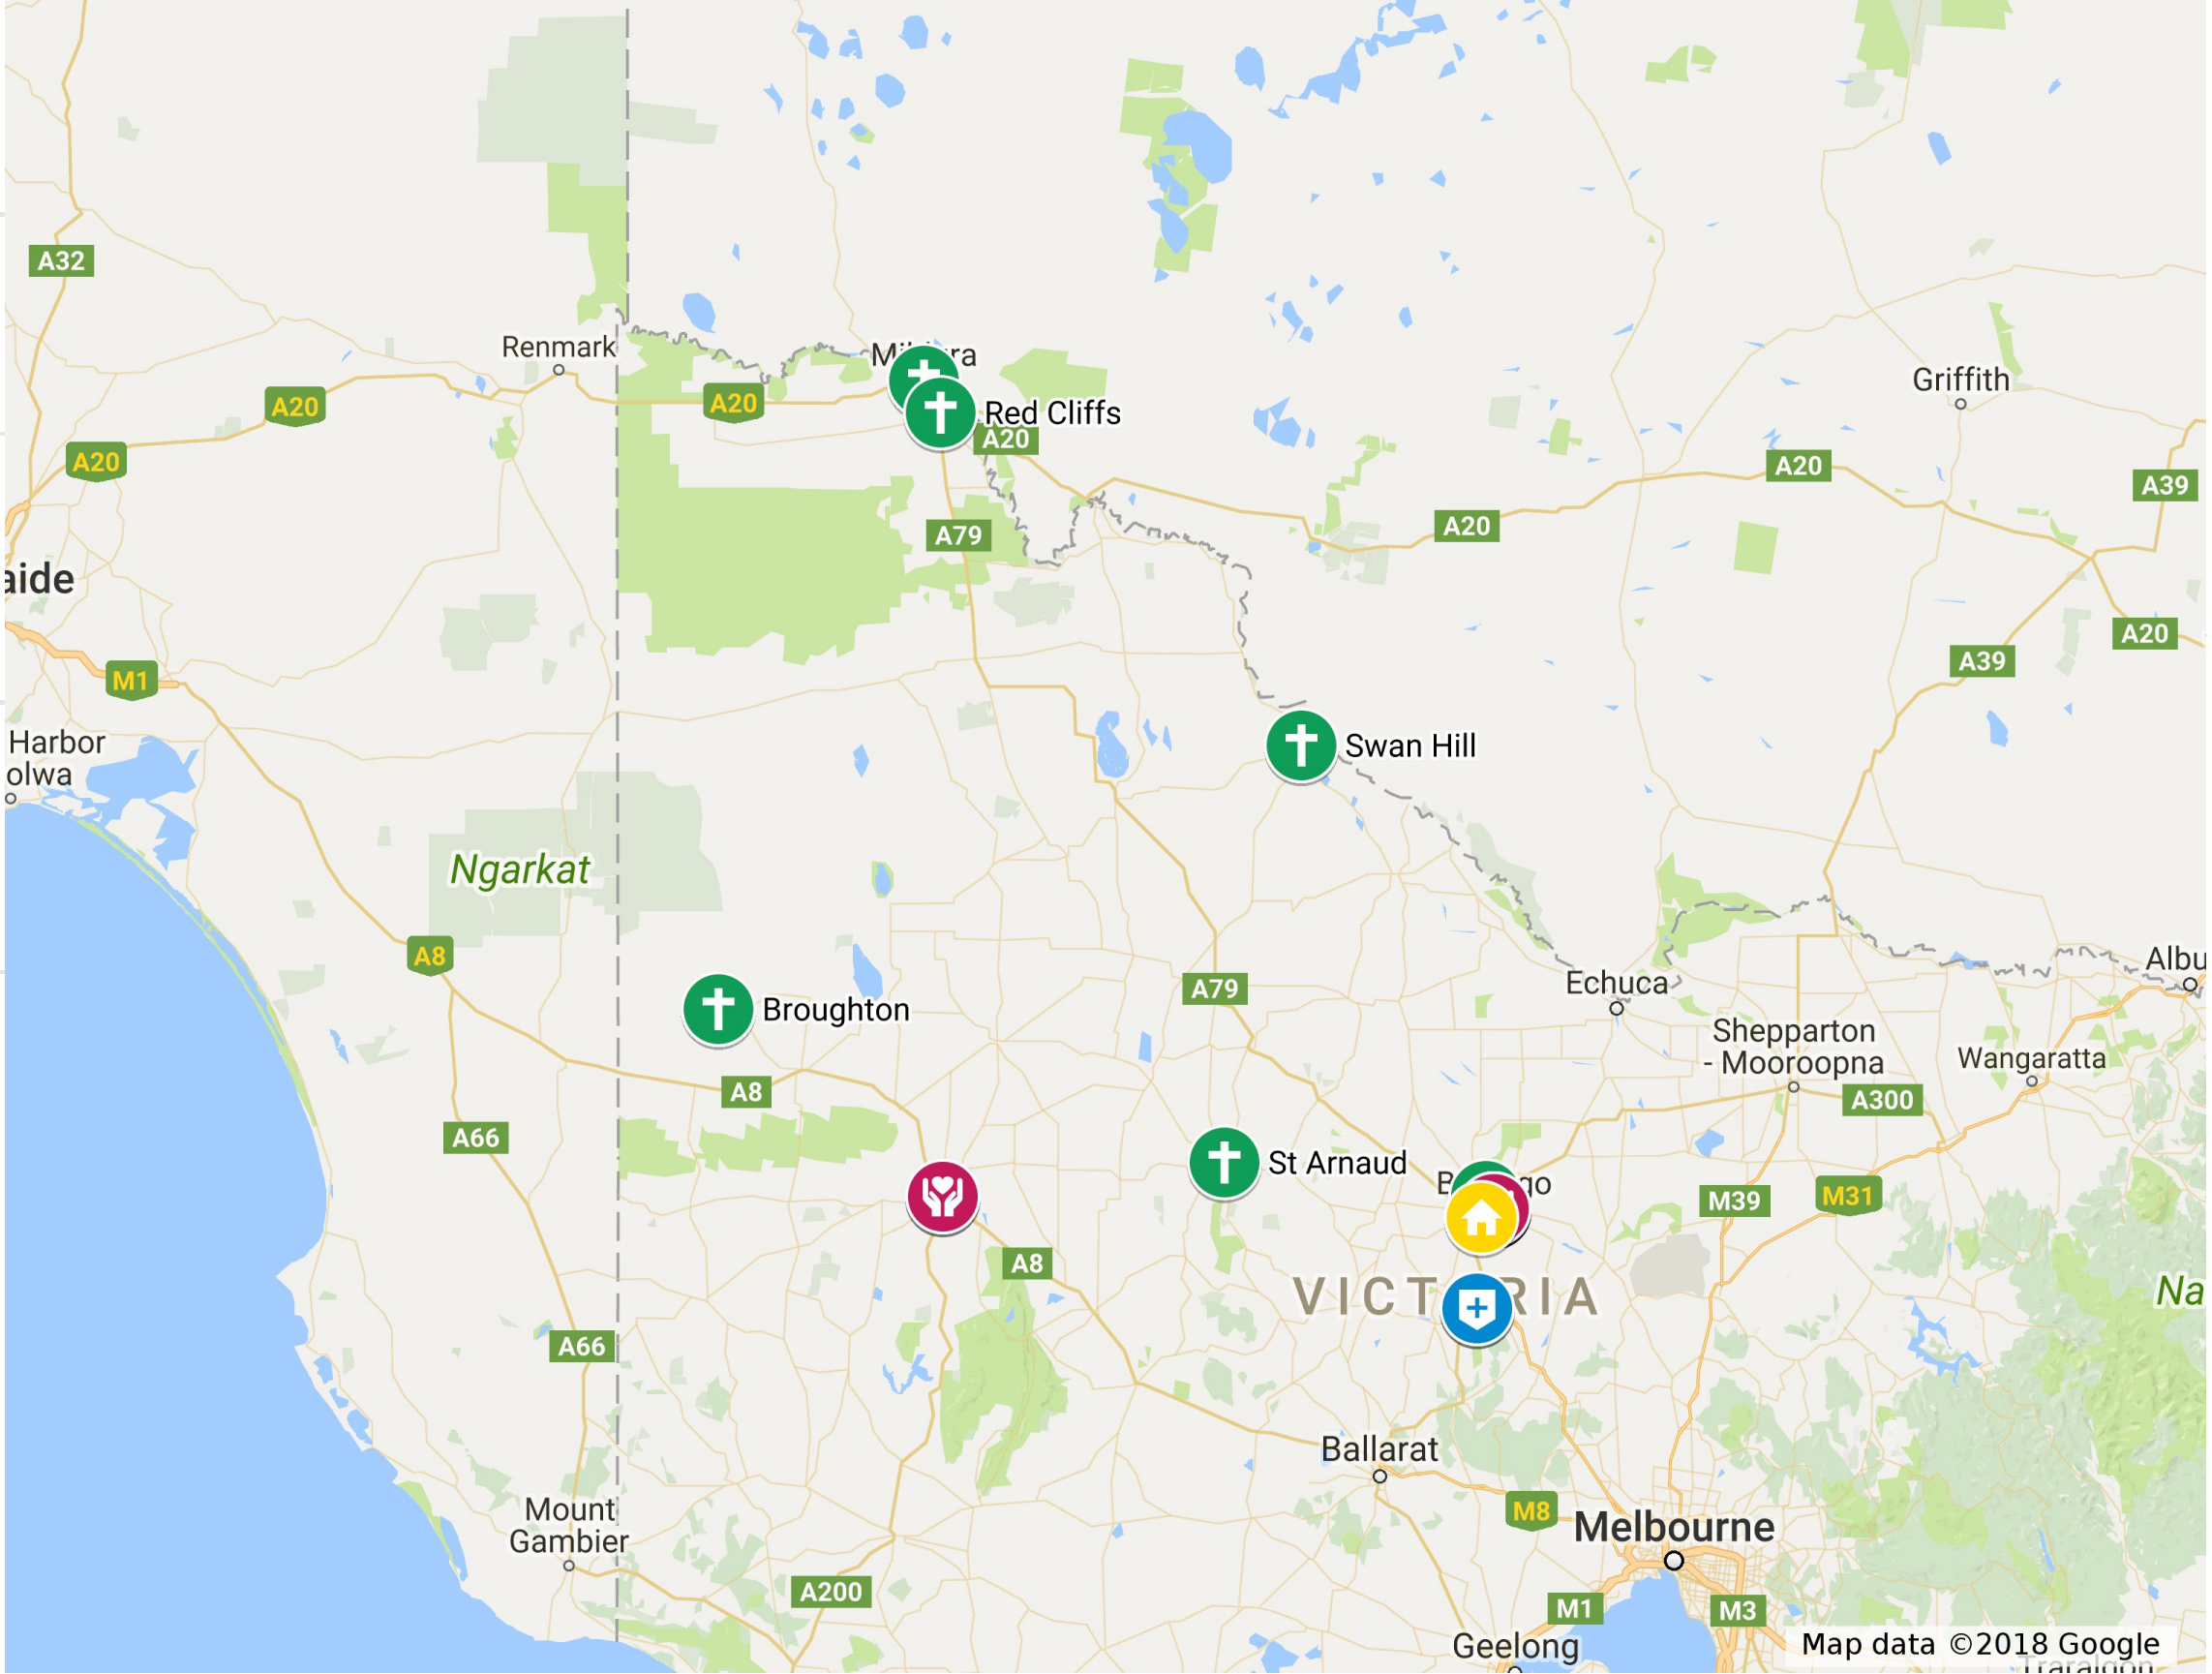 A32
Renmark
A20
A20
A20
Red Cliffs
A20
Griffith
A20
A39
A20
A79
aide
A20
A39
M1
Harbor
olwa
Swan Hill
Ngarkat
A8
Echuca
Albu
A79
Broughton
Shepparton
- Mooroopna
Wangaratta
A8
A300
A66
St Arnaud
M39
M31
A8
Na
A66
Ballarat
Mount
Gambier
M8
Melbourne
A200
M1
M3
Geelong
Map data ©2018 Google